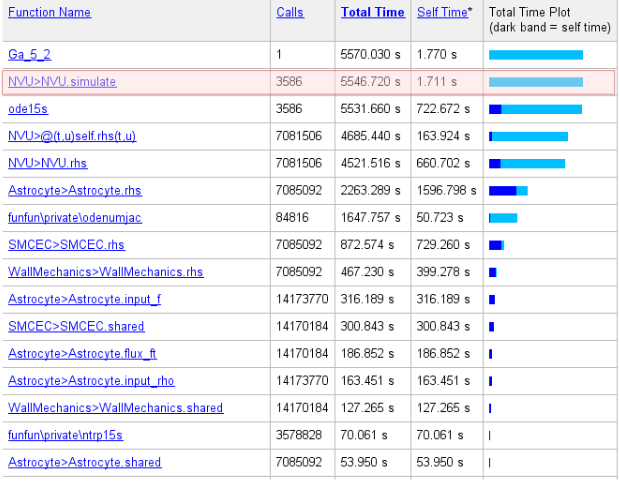 Function Name Calls Total Time Self Time* Total Time Plot
(dark band = self time)
Ga_5_2 1 5570.030 s 1.770 s
NVU>NVU.simulate 3586 5546.720 s 1.711 s
ode15s 3586 5531.660 s 722.672 s
NVU>@(t,u)self.rhs(t,u) 7081506 4685.440 s 163.924 s
NVU>NVU.rhs 7081506 4521.516 s 660.702 s
Astrocyte>Astrocyte.rhs 7085092 2263.289 s 1596.798 s
funfun\private\odenumjac 84816 1647.757 s 50.723 s
SMCEC>SMCEC.rhs 7085092 872.574 s 729.260 s
WallMechanics>WallMechanics.rhs 7085092 467.230 s 399.278 s
Astrocyte>Astrocyte.input_f 14173770 316.189 s 316.189 s
SMCEC>SMCEC.shared 14170184 300.843 s 300.843 s
Astrocyte>Astrocyte.flux_ft 14170184 186.852 s 186.852 s
Astrocyte>Astrocyte.input_rho 14173770 163.451 s 163.451 s
WallMechanics>WallMechanics.shared 14170184 127.265 s 127.265 s
funfun\private\ntrp15s 3578828 70.061 s 70.061 s
Astrocyte>Astrocyte.shared 7085092 53.950 s 53.950 s